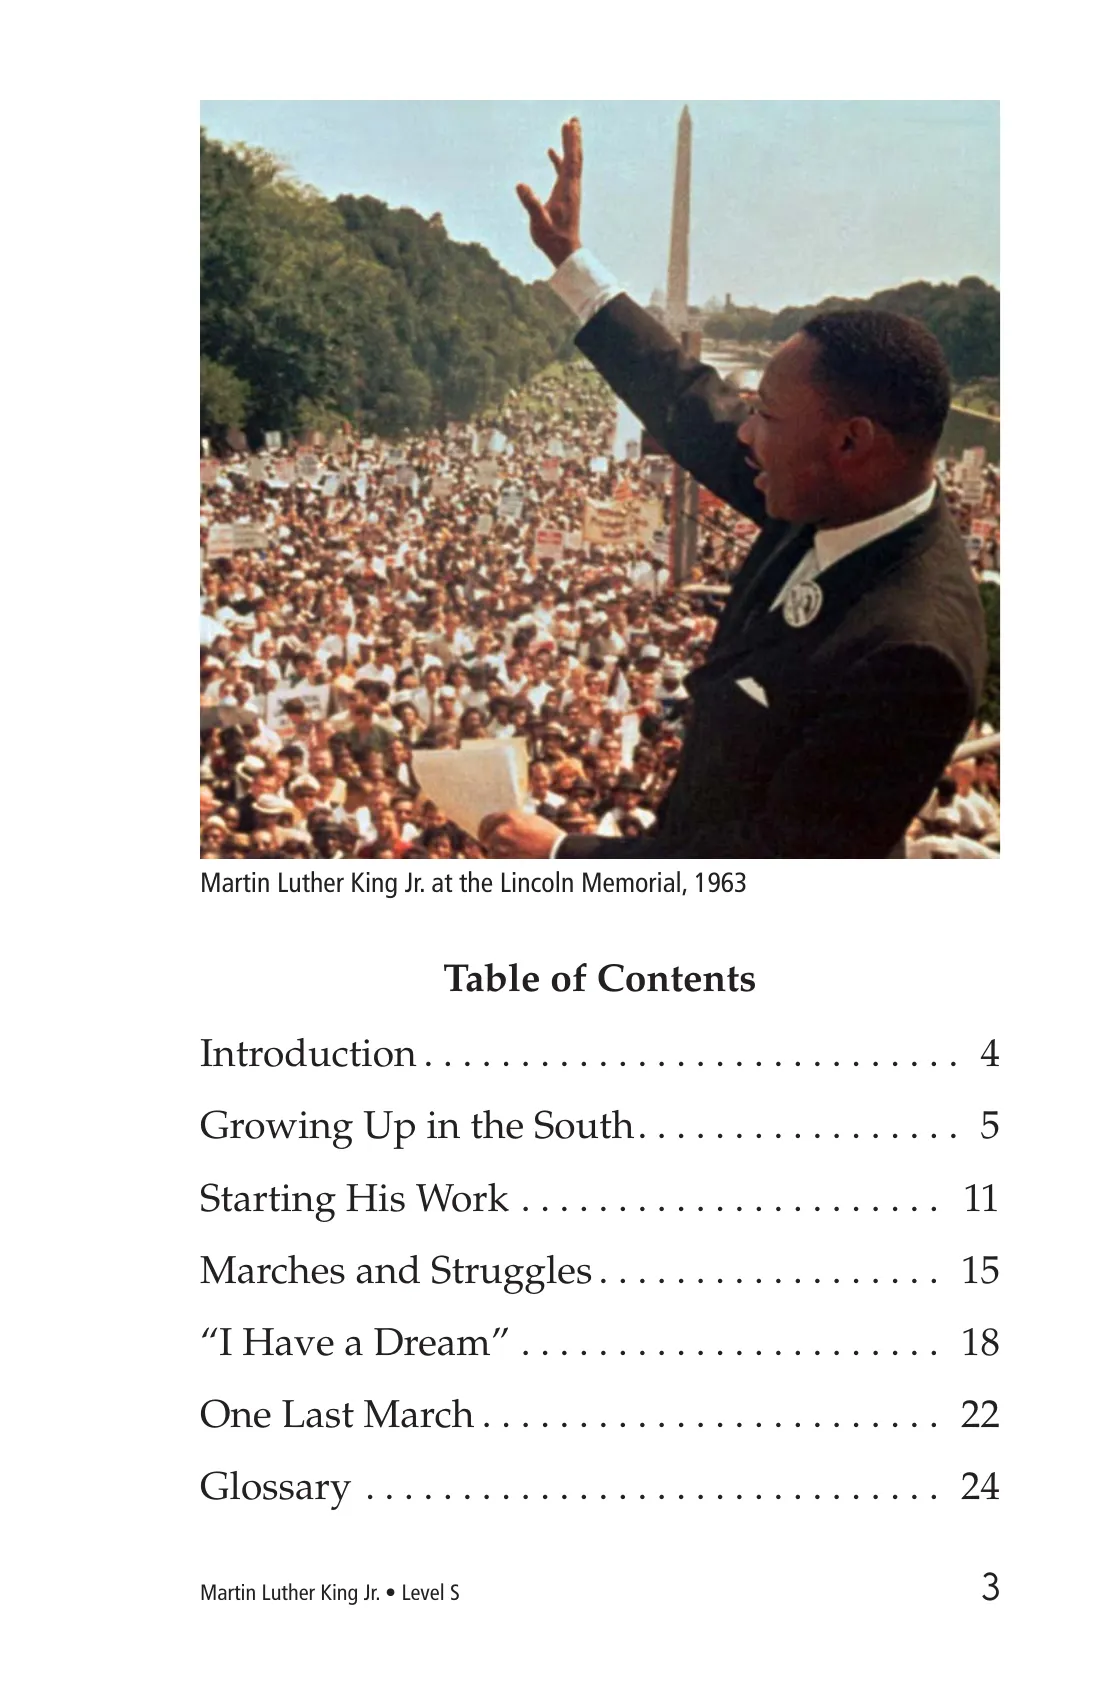 Martin Luther King Jr. at the Lincoln Memorial, 1963
Table of Contents
Introduction . . . . . . . . . . . . . . . . . . . . . . . . . . . . 4
Growing Up in the South. . . . . . . . . . . . . . . . . 5
Starting His Work . . . . . . . . . . . . . . . . . . . . . . 11
Marches and Struggles . . . . . . . . . . . . . . . . . . 15
“I Have a Dream” . . . . . . . . . . . . . . . . . . . . . . 18
One Last March . . . . . . . . . . . . . . . . . . . . . . . . 22
Glossary . . . . . . . . . . . . . . . . . . . . . . . . . . . . . . 24
Martin Luther King Jr. • Level S 3